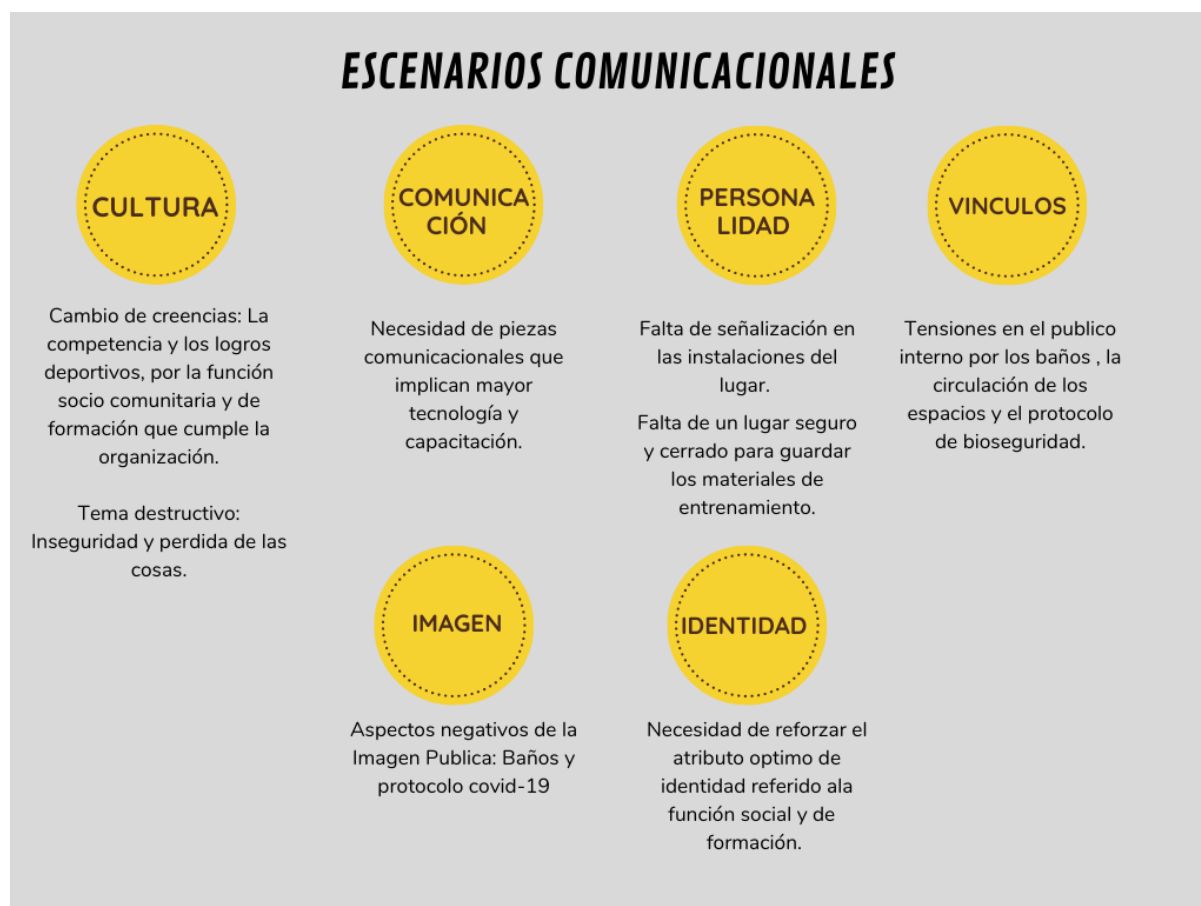 ESCENARIOS COMUNICACIONALES
CULTURA
Cambio de creencias: La
competencia y los logros
deportivos, por la función
socio comunitaria y de
formación que cumple la
organización.
Tema destructivo:
Inseguridad y perdida de las
cosas.
COMUNICA
CIÓN
Necesidad de piezas
comunicacionales que
implican mayor
tecnología y
capacitación.
PERSONA
LIDAD
Falta de señalización en
las instalaciones del
lugar.
Falta de un lugar seguro
y cerrado para guardar
los materiales de
entrenamiento.
VINCULOS
Tensiones en el publico
interno por los baños , la
circulación de los
espacios y el protocolo
de bioseguridad.
IMAGEN
Aspectos negativos de la
Imagen Publica: Baños y
protocolo covid-19
IDENTIDAD
Necesidad de reforzar el
atributo optimo de
identidad referido ala
función social y de
formación.